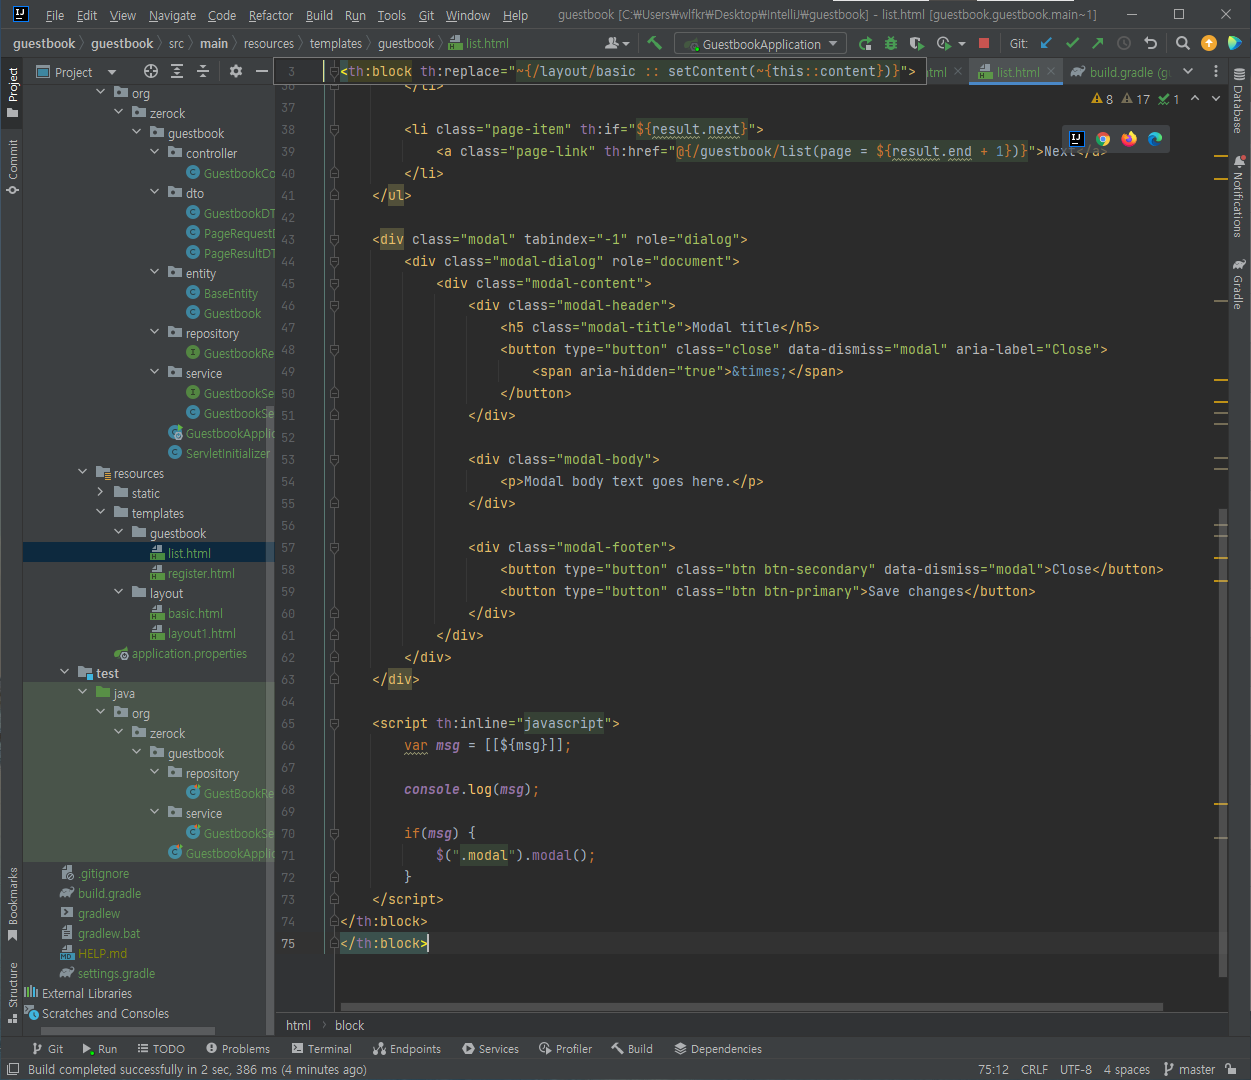 File Edit View Navigate Code Refactor Build Run Tools Git Window Help guestbook [C:₩Users₩wlfkr₩Desktop₩IntelliJ₩guestbook] - list.html [guestbook.guestbook.main~1]
guestbook guestbook src main resources templates guestbook list.html GuestbookApplication Git:
Project
Commit
Bookmarks
Structure
Project
org
zerock
guestbook
controller
GuestbookCo
dto
GuestbookDT
PageRequestD
PageResultDT
entity
BaseEntity
Guestbook
repository
GuestbookRe
service
GuestbookSe
GuestbookSe
GuestbookApplic
ServletInitializer
resources
static
templates
guestbook
list.html
register.html
layout
basic.html
layout1.html
application.properties
test
java
org
zerock
guestbook
repository
GuestBookRe
service
GuestbookSe
GuestbookApplic
.gitignore
build.gradle
gradlew
gradlew.bat
HELP.md
settings.gradle
External Libraries
Scratches and Consoles
html list.html build.gradle (g
8 17 1
3 <th:block th:replace="~{/layout/basic :: setContent(~{this::content})}">
36 </li>
37
38 <li class="page-item" th:if="${result.next}">
39 <a class="page-link" th:href="@{/guestbook/list(page = ${result.end + 1})}">Next</a>
40 </li>
41 </ul>
42
43 <div class="modal" tabindex="-1" role="dialog">
44 <div class="modal-dialog" role="document">
45 <div class="modal-content">
46 <div class="modal-header">
47 <h5 class="modal-title">Modal title</h5>
48 <button type="button" class="close" data-dismiss="modal" aria-label="Close">
49 <span aria-hidden="true">&times;</span>
50 </button>
51 </div>
52
53 <div class="modal-body">
54 <p>Modal body text goes here.</p>
55 </div>
56
57 <div class="modal-footer">
58 <button type="button" class="btn btn-secondary" data-dismiss="modal">Close</button>
59 <button type="button" class="btn btn-primary">Save changes</button>
60 </div>
61 </div>
62 </div>
63 </div>
64
65 <script th:inline="javascript">
66 var msg = [[${msg}]];
67
68 console.log(msg);
69
70 if(msg) {
71 $(".modal").modal();
72 }
73 </script>
74 </th:block>
75 </th:block>
html block
Database
Notifications
Gradle
Git Run TODO Problems Terminal Endpoints Services Profiler Build Dependencies
Build completed successfully in 2 sec, 386 ms (4 minutes ago) 75:12 CRLF UTF-8 4 spaces master